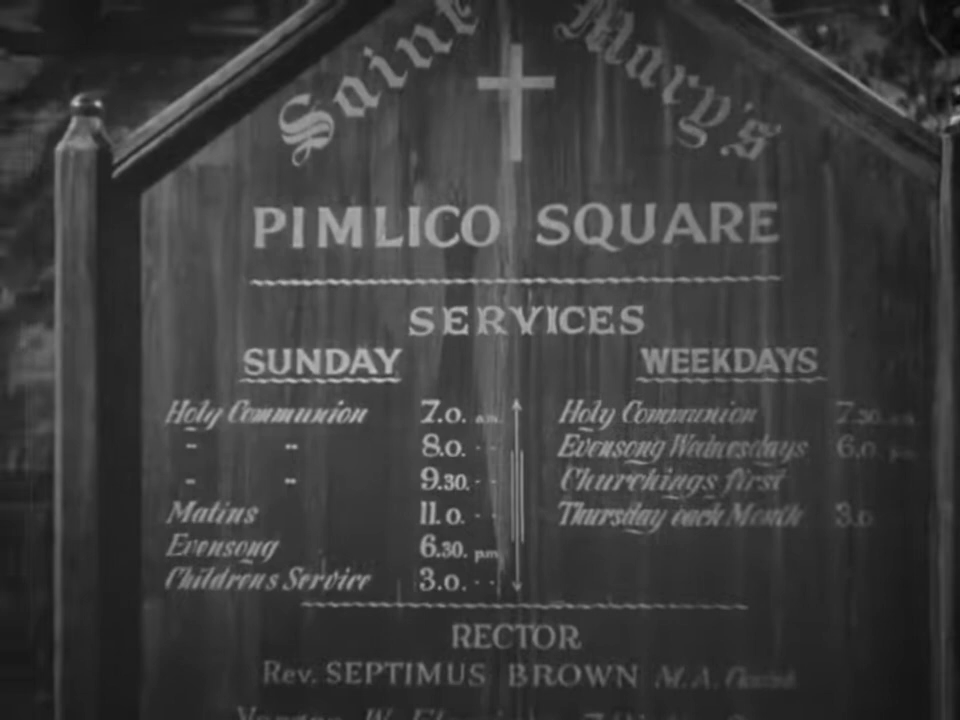 Saint Mary's
PIMLICO SQUARE
SERVICES
SUNDAY WEEKDAYS
Holy Communion 7.0. a.m. Holy Communion 7.30. a.m.
" " 8.0. " " Evensong Wednesdays 6.0. p.m.
" " 9.30. " " Churchings first
Matins 11.0. " " Thursday each Month 3.0
Evensong 6.30. p.m.
Childrens Service 3.0. " "
RECTOR
Rev. SEPTIMUS BROWN M.A.